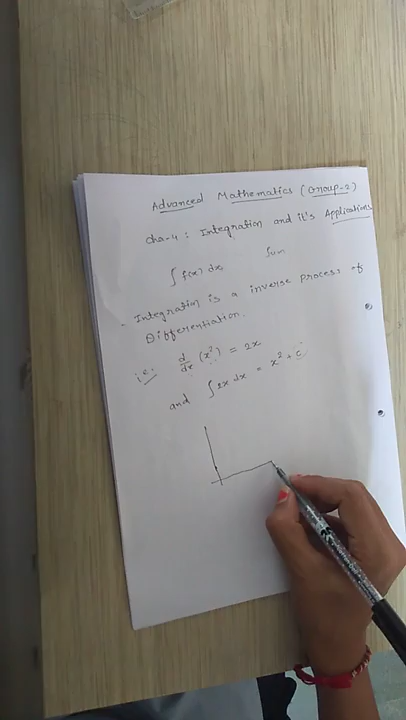 Advanced Mathematics (Group-2)
Cha-4: Integration and it's Applications
∫ f(x) dx fun
- Integration is a inverse process of
Differentiation.
i.e. d/dx (x²) = 2x
and ∫ 2x dx = x² + c